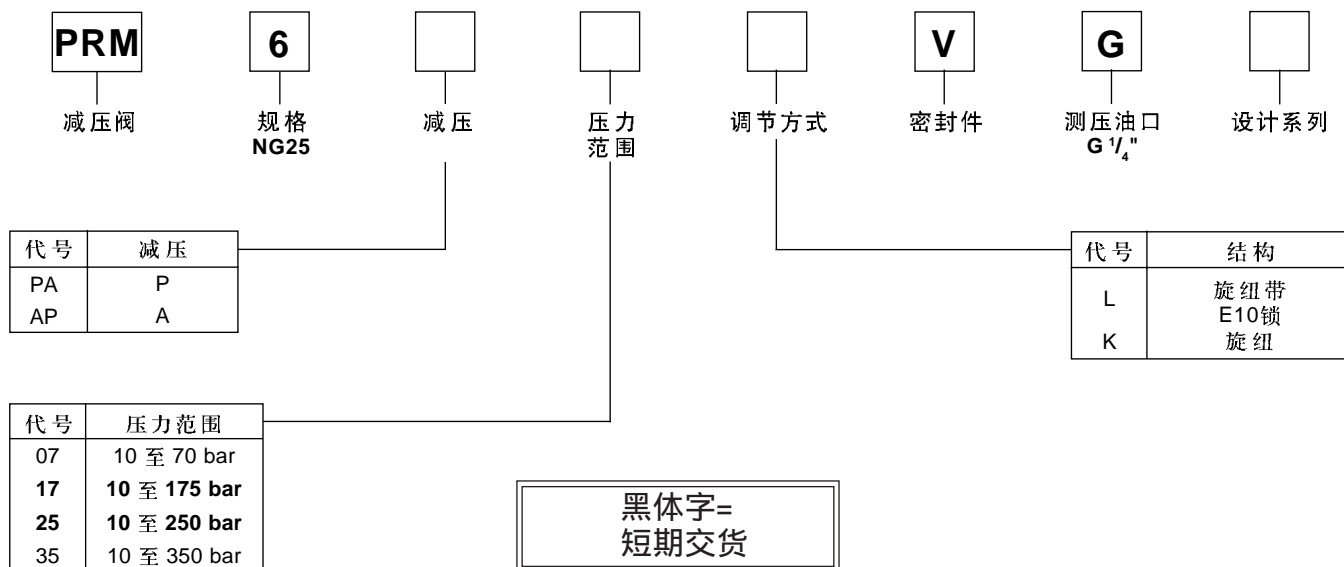 PRM 6 V G
减压阀 规格 减压 压力 调节方式 密封件 测压油口 设计系列
NG25 范围 G 1/4"
代号 减压
PA P
AP A
代号 结构
L 旋纽带
E10锁
K 旋纽
代号 压力范围
07 10 至 70 bar
17 10 至 175 bar
25 10 至 250 bar
35 10 至 350 bar
黑体字=
短期交货